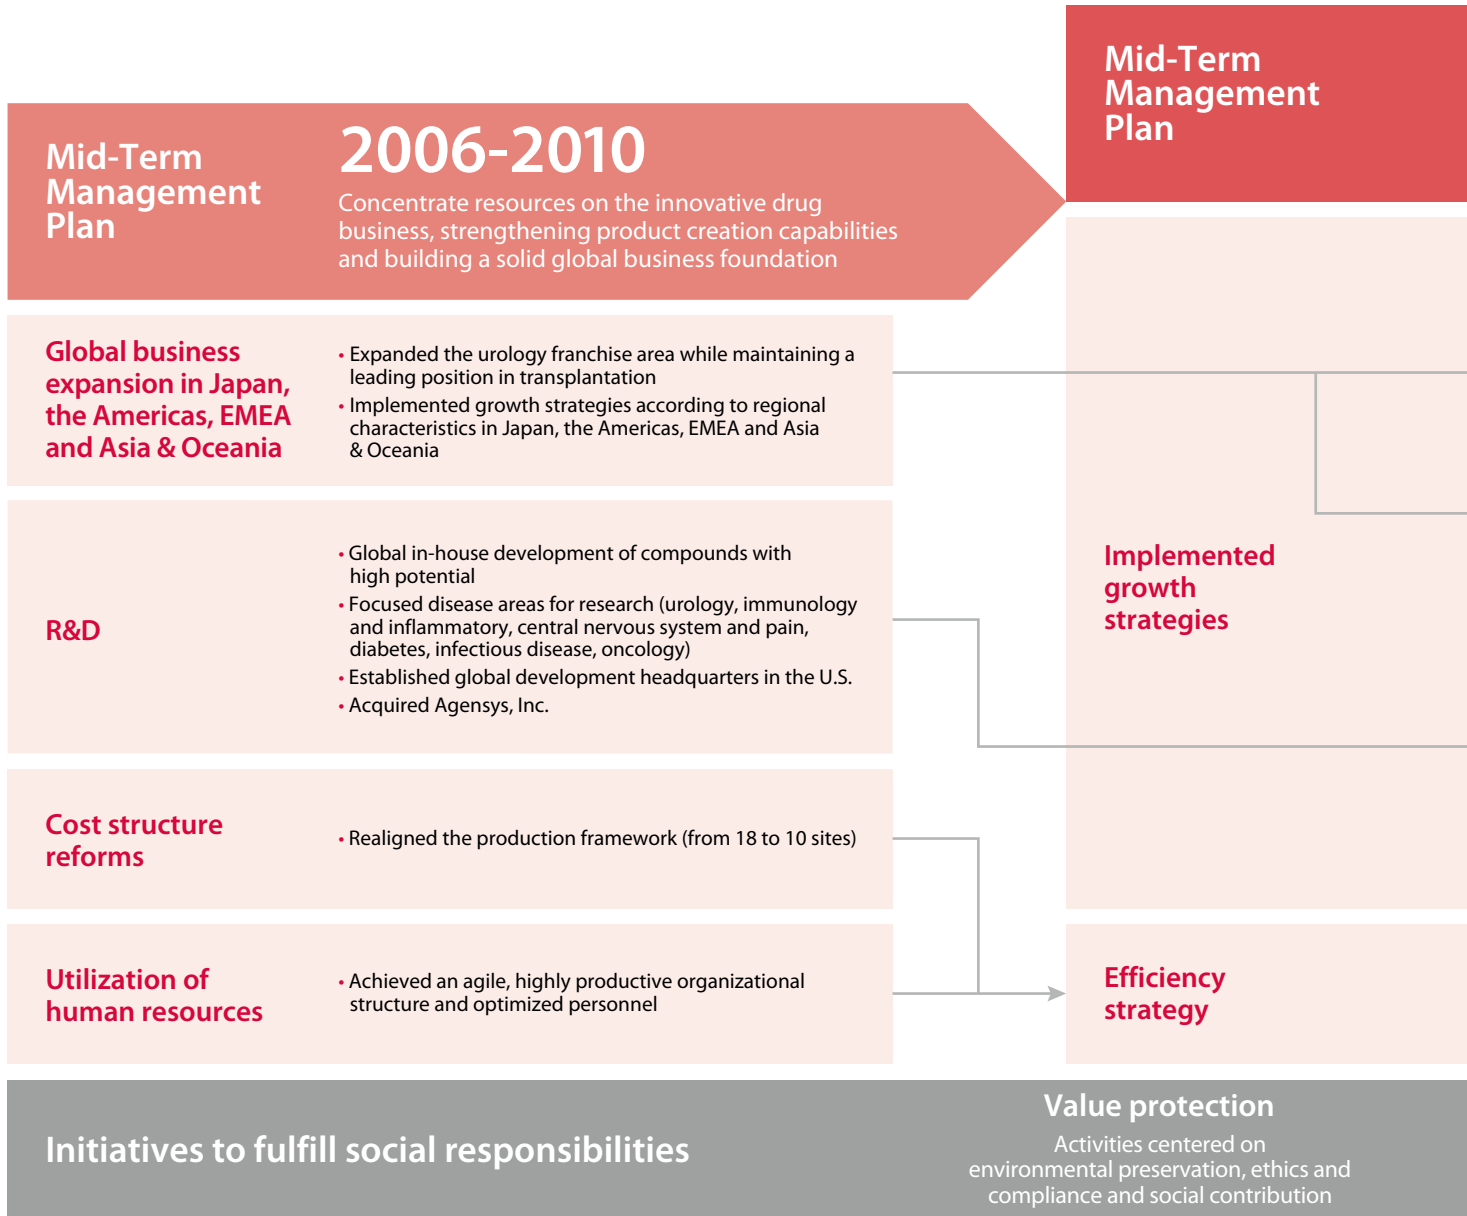 Mid-Term
Management
Plan
2006-2010
Concentrate resources on the innovative drug
business, strengthening product creation capabilities
and building a solid global business foundation
Mid-Term
Management
Plan
Global business
expansion in Japan,
the Americas, EMEA
and Asia & Oceania
• Expanded the urology franchise area while maintaining a
leading position in transplantation
• Implemented growth strategies according to regional
characteristics in Japan, the Americas, EMEA and Asia
& Oceania
R&D
• Global in-house development of compounds with
high potential
• Focused disease areas for research (urology, immunology
and inflammatory, central nervous system and pain,
diabetes, infectious disease, oncology)
• Established global development headquarters in the U.S.
• Acquired Agensys, Inc.
Implemented
growth
strategies
Cost structure
reforms
• Realigned the production framework (from 18 to 10 sites)
Utilization of
human resources
• Achieved an agile, highly productive organizational
structure and optimized personnel
Efficiency
strategy
Initiatives to fulfill social responsibilities
Value protection
Activities centered on
environmental preservation, ethics and
compliance and social contribution